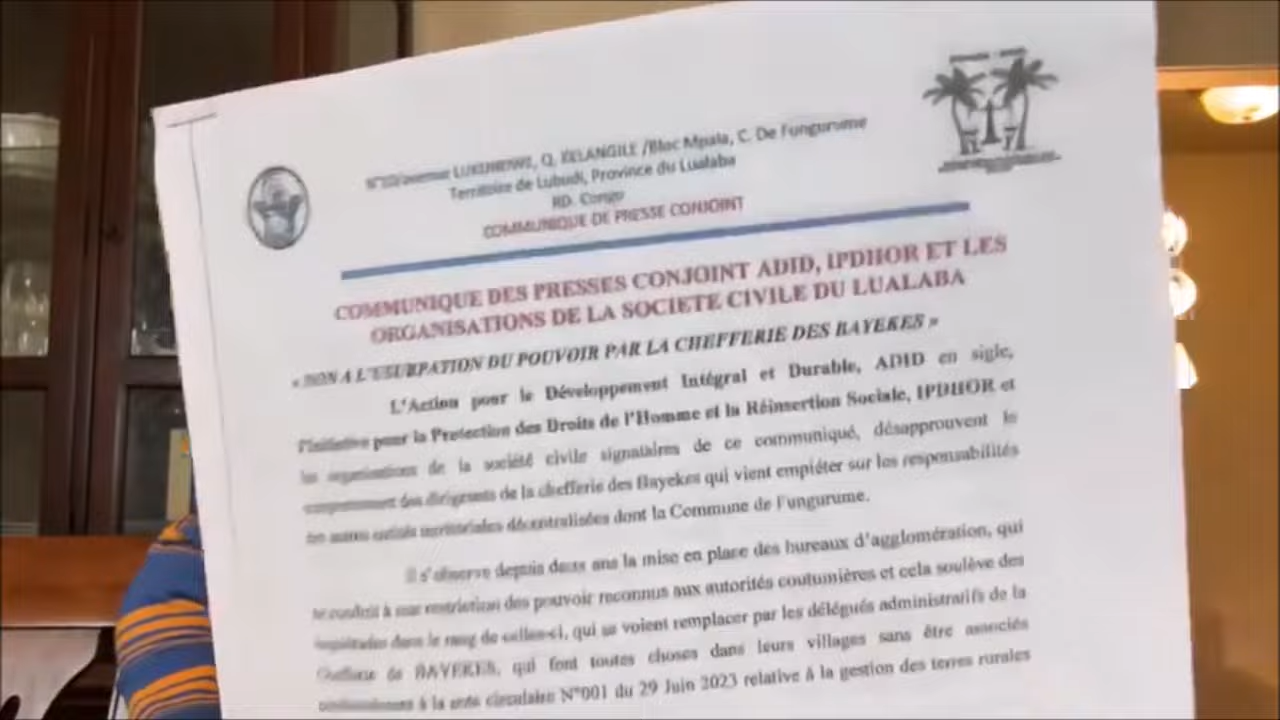 avenue LUKUNGWE, Q. KELANGILE /Bloc Mpala, C. De Fungurume
Territoire de Lubudi, Province du Lualaba
RD. Congo
COMMUNIQUE DE PRESSE CONJOINT
COMMUNIQUE DES PRESSES CONJOINT ADID, IPDHOR ET LES
ORGANISATIONS DE LA SOCIETE CIVILE DU LUALABA
« NON A L'USURPATION DU POUVOIR PAR LA CHEFFERIE DES BAYEKES »
L'Action pour le Développement Intégral et Durable, ADID en sigle,
l'Initiative pour la Protection des Droits de l'Homme et la Réinsertion Sociale, IPDHOR et
les organisations de la société civile signataires de ce communiqué, désapprouvent le
comportement des dirigeants de la chefferie des Bayekes qui vient empiéter sur les responsabilités
des autres entités territoriales décentralisées dont la Commune de Fungurume.
Il s'observe depuis deux ans la mise en place des bureaux d'agglomération, qui
se conduit à une restriction des pouvoir reconnus aux autorités coutumières et cela soulève des
inquiétudes dans le rang de celles-ci, qui se voient remplacer par les délégués administratifs de la
Chefferie de BAYEKES, qui font toutes choses dans leurs villages sans être associés
à la note circulaire N°001 du 29 Juin 2023 relative à la gestion des terres rurales